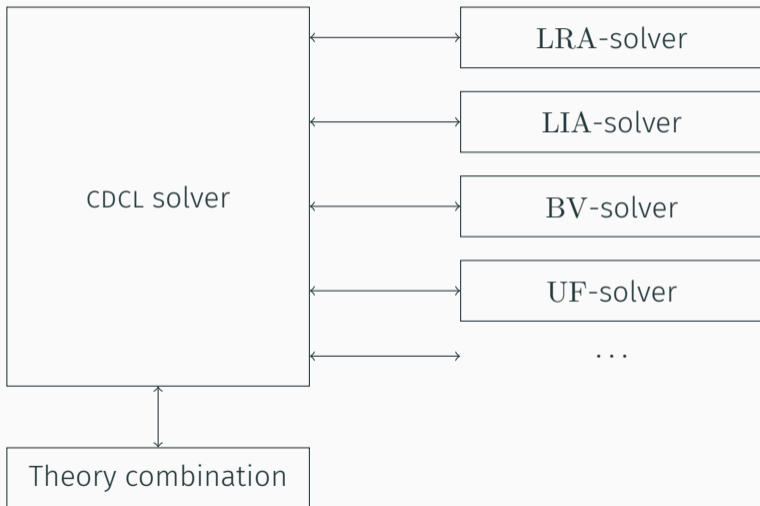 LRA-solver
LIA-solver
CDCL solver
BV-solver
UF-solver
...
Theory combination